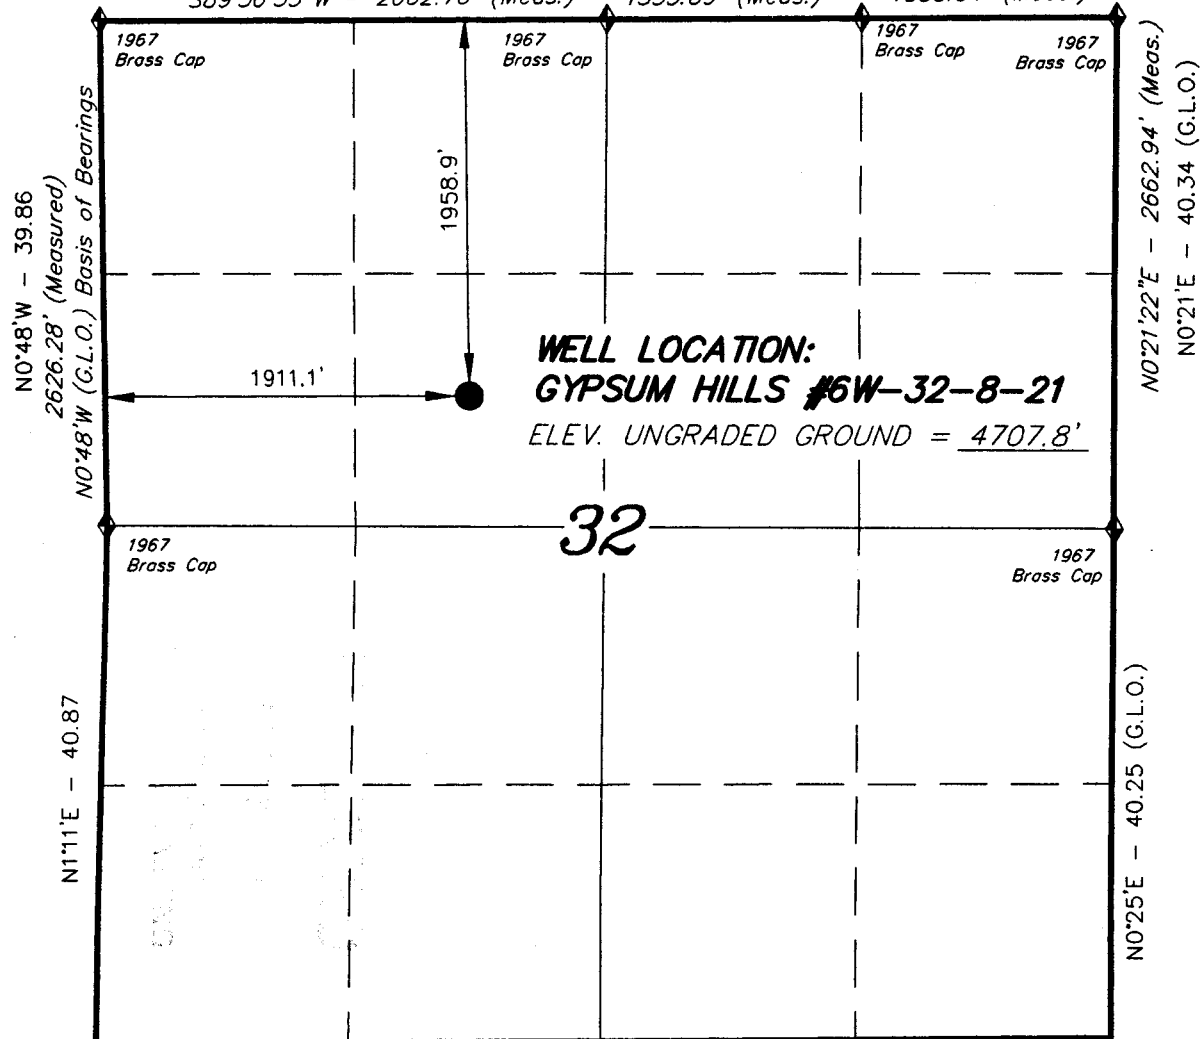 (Meas.)
(Meas.)
1967
Brass Cap
1967
Brass Cap
1967
Brass Cap
1967
Brass Cap
1958.9'
N0°48'W – 39.86
2626.28' (Measured)
N0°48'W (G.L.O.) Basis of Bearings
N0°21'22"E – 2662.94' (Meas.)
N0°21'E – 40.34 (G.L.O.)
WELL LOCATION:
GYPSUM HILLS #6W–32–8–21
ELEV. UNGRADED GROUND = 4707.8'
1911.1'
32
1967
Brass Cap
1967
Brass Cap
N1°11'E – 40.87
N0°25'E – 40.25 (G.L.O.)